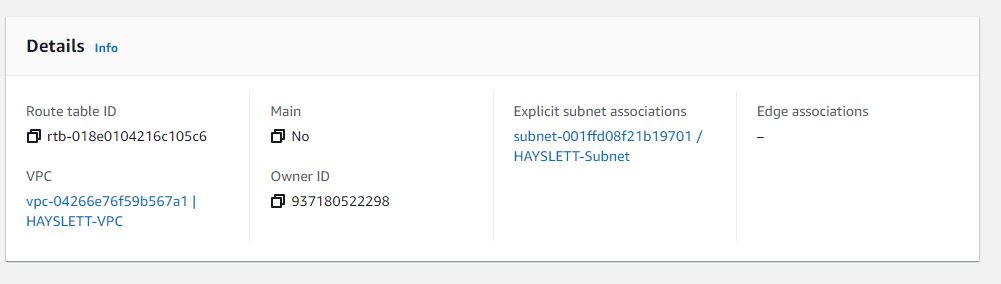 Details Info
Route table ID
rtb-018e0104216c105c6
Main
No
Explicit subnet associations
subnet-001ffd08f21b19701 /
HAYSLETT-Subnet
Edge associations
–
VPC
vpc-04266e76f59b567a1 |
HAYSLETT-VPC
Owner ID
937180522298